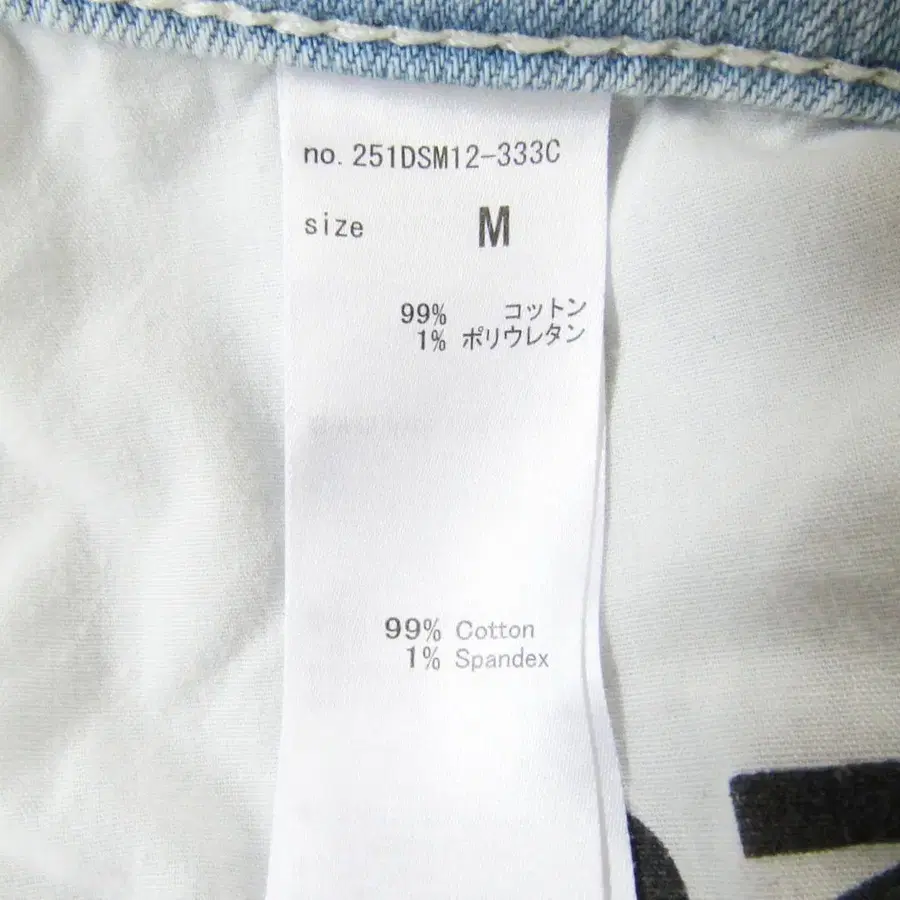 no. 251DSM12-333C
size M
99% コットン
1% ポリウレタン
99% Cotton
1% Spandex